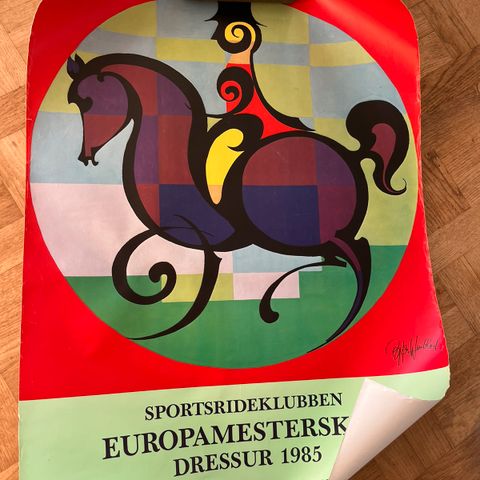 SPORTSRIDEKLUBBEN
EUROPAMESTERSK
DRESSUR 1985